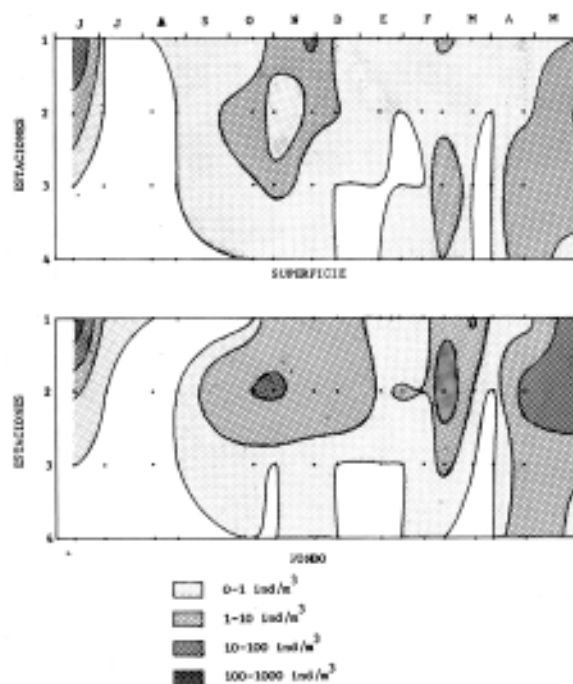 J J A S O N D E F M A M
1
2
3
4
ESTACIONES
SUPERFICIE
1
2
3
4
ESTACIONES
FONDO
0-1 ind/m³
1-10 ind/m³
10-100 ind/m³
100-1000 ind/m³